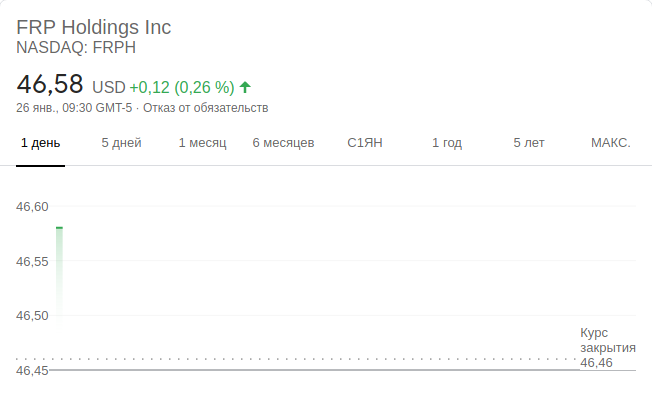 FRP Holdings Inc
NASDAQ: FRPH
46,58 USD +0,12 (0,26 %)
26 янв., 09:30 GMT-5 · Отказ от обязательств
1 день 5 дней 1 месяц 6 месяцев С1ЯН 1 год 5 лет МАКС.
46,60
46,55
46,50
Курс
закрытия
46,46
46,45